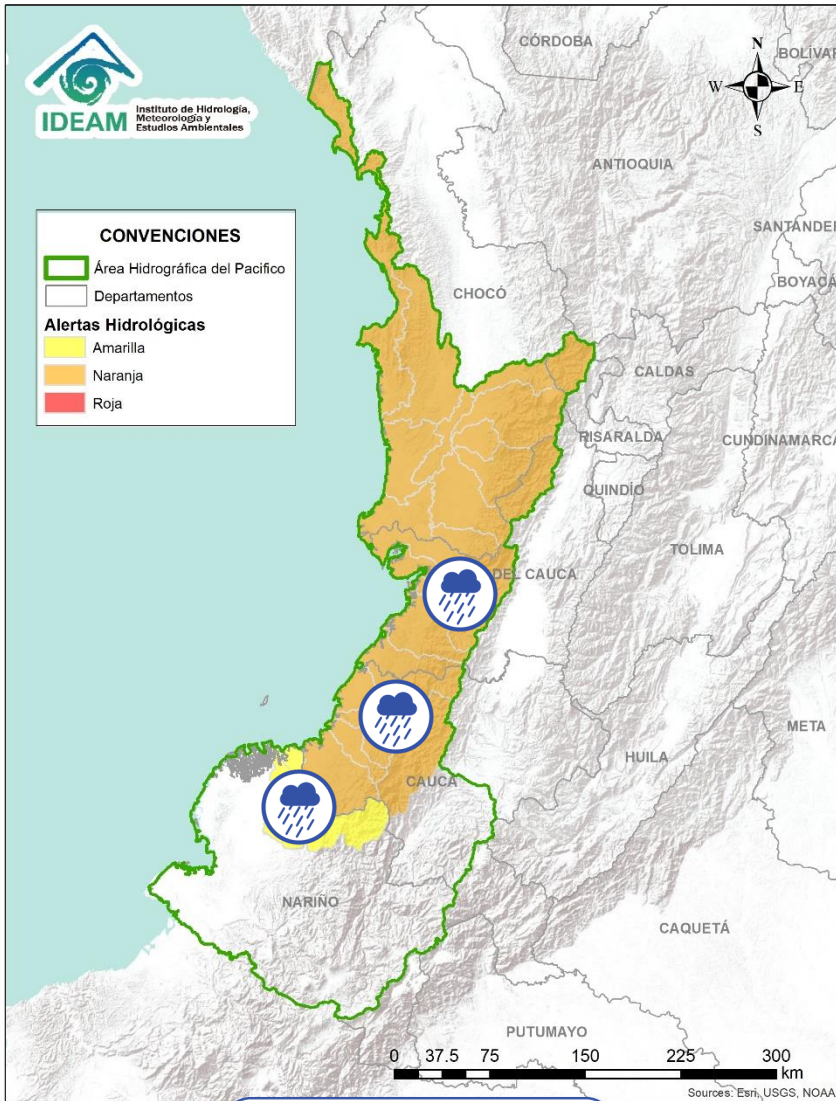 IDEAM
Instituto de Hidrología,
Meteorología y
Estudios Ambientales
CÓRDOBA
BOLÍVAR
N
W E
S
ANTIOQUIA
SANTANDER
BOYACÁ
CONVENCIONES
Área Hidrográfica del Pacifico
Departamentos
Alertas Hidrológicas
Amarilla
Naranja
Roja
CHOCÓ
CALDAS
RISARALDA
CUNDINAMARCA
QUINDÍO
TOLIMA
DEL CAUCA
META
HUILA
CAUCA
NARIÑO
CAQUETÁ
PUTUMAYO
0 37.5 75 150 225 300
km
Sources: Esri, USGS, NOAA